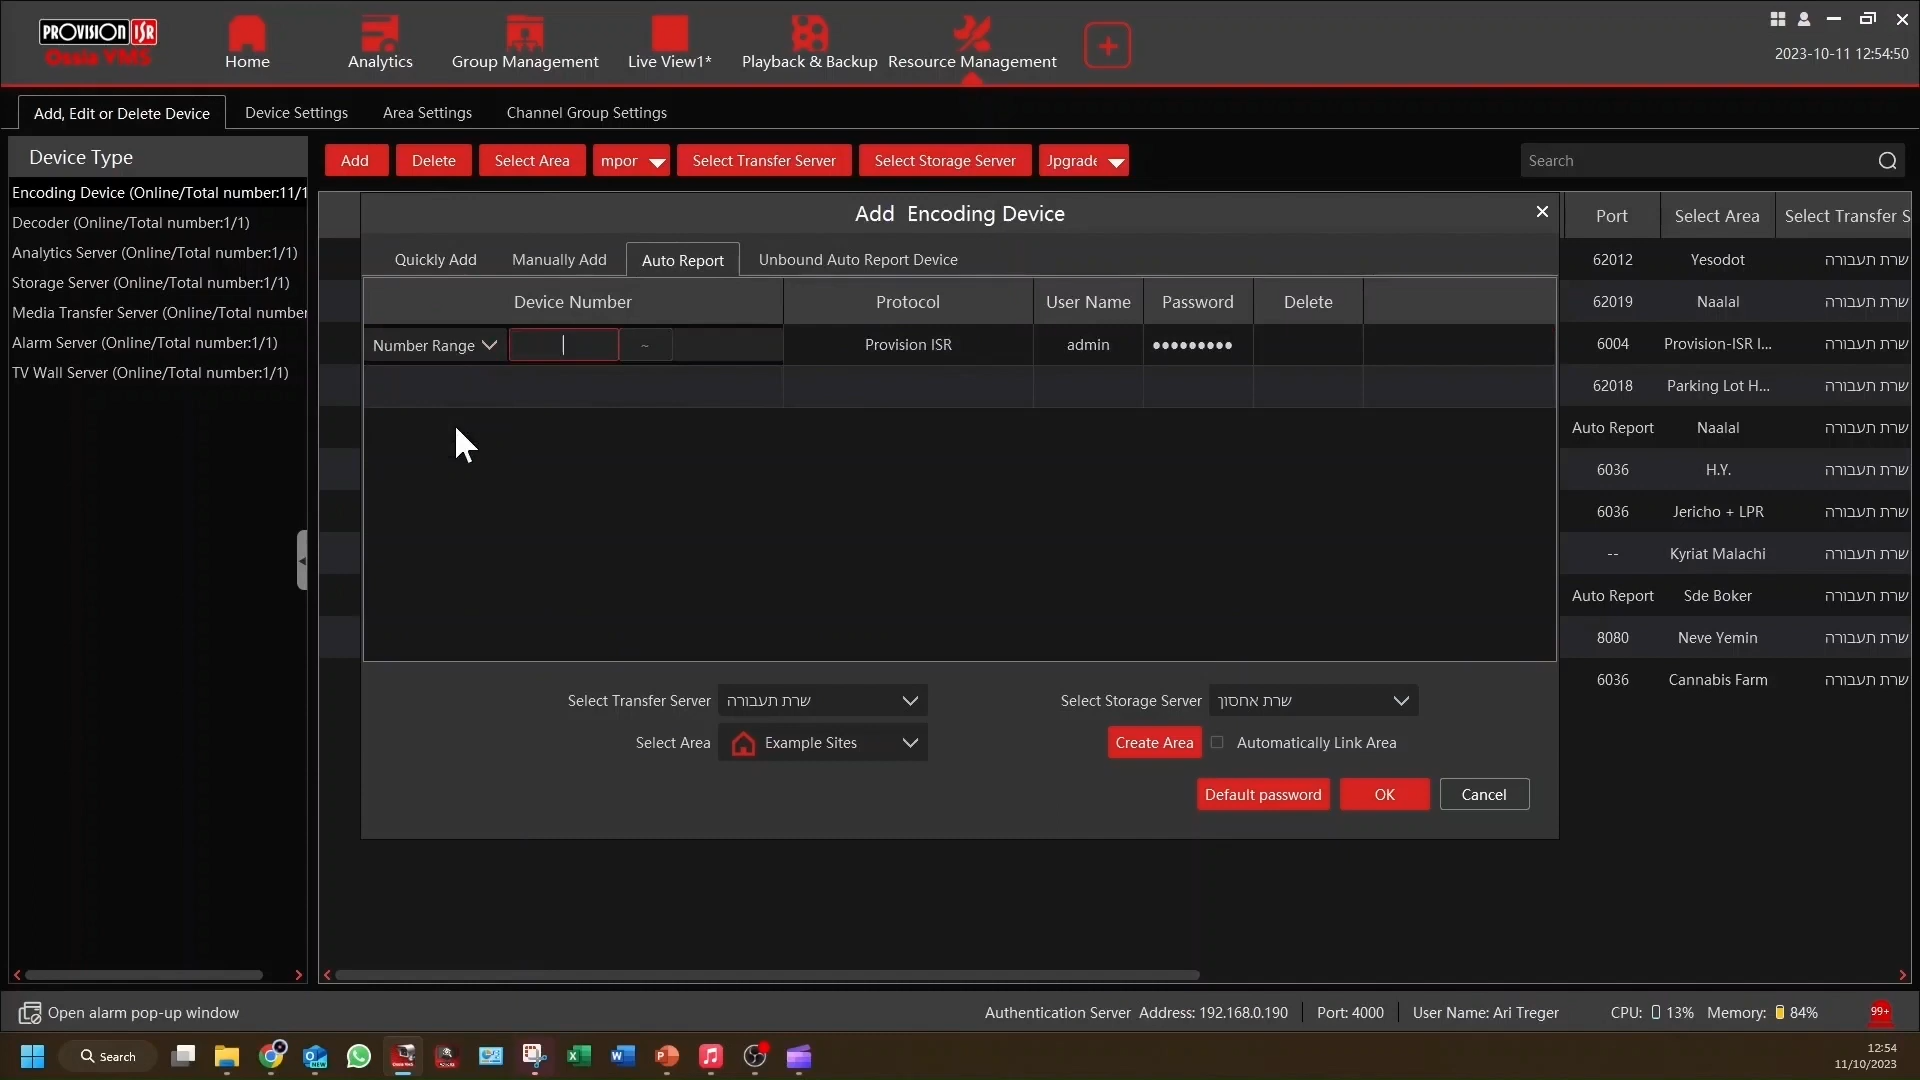 PROVISION ISR
Ossia VMS
Home
Analytics
Group Management
Live View1*
Playback & Backup
Resource Management
2023-10-11 12:54:50
Add, Edit or Delete Device
Device Settings
Area Settings
Channel Group Settings
Device Type
Encoding Device (Online/Total number:11/1
Decoder (Online/Total number:1/1)
Analytics Server (Online/Total number:1/1)
Storage Server (Online/Total number:1/1)
Media Transfer Server (Online/Total number
Alarm Server (Online/Total number:1/1)
TV Wall Server (Online/Total number:1/1)
Add
Delete
Select Area
mpor
Select Transfer Server
Select Storage Server
Jpgrade
Search
Add Encoding Device
Quickly Add
Manually Add
Auto Report
Unbound Auto Report Device
Device Number Protocol User Name Password Delete
Number Range ~ Provision ISR admin •••••••••
Select Transfer Server שרת תעבורה
Select Storage Server שרת אחסון
Select Area Example Sites
Create Area
Automatically Link Area
Default password
OK
Cancel
Port Select Area Select Transfer S
62012 Yesodot שרת תעבורה
62019 Naalal שרת תעבורה
6004 Provision-ISR I... שרת תעבורה
62018 Parking Lot H... שרת תעבורה
Auto Report Naalal שרת תעבורה
6036 H.Y. שרת תעבורה
6036 Jericho + LPR שרת תעבורה
-- Kyriat Malachi שרת תעבורה
Auto Report Sde Boker שרת תעבורה
8080 Neve Yemin שרת תעבורה
6036 Cannabis Farm שרת תעבורה
Open alarm pop-up window
Authentication Server Address: 192.168.0.190
Port: 4000
User Name: Ari Treger
CPU: 13%
Memory: 84%
99+
Search
12:54
11/10/2023